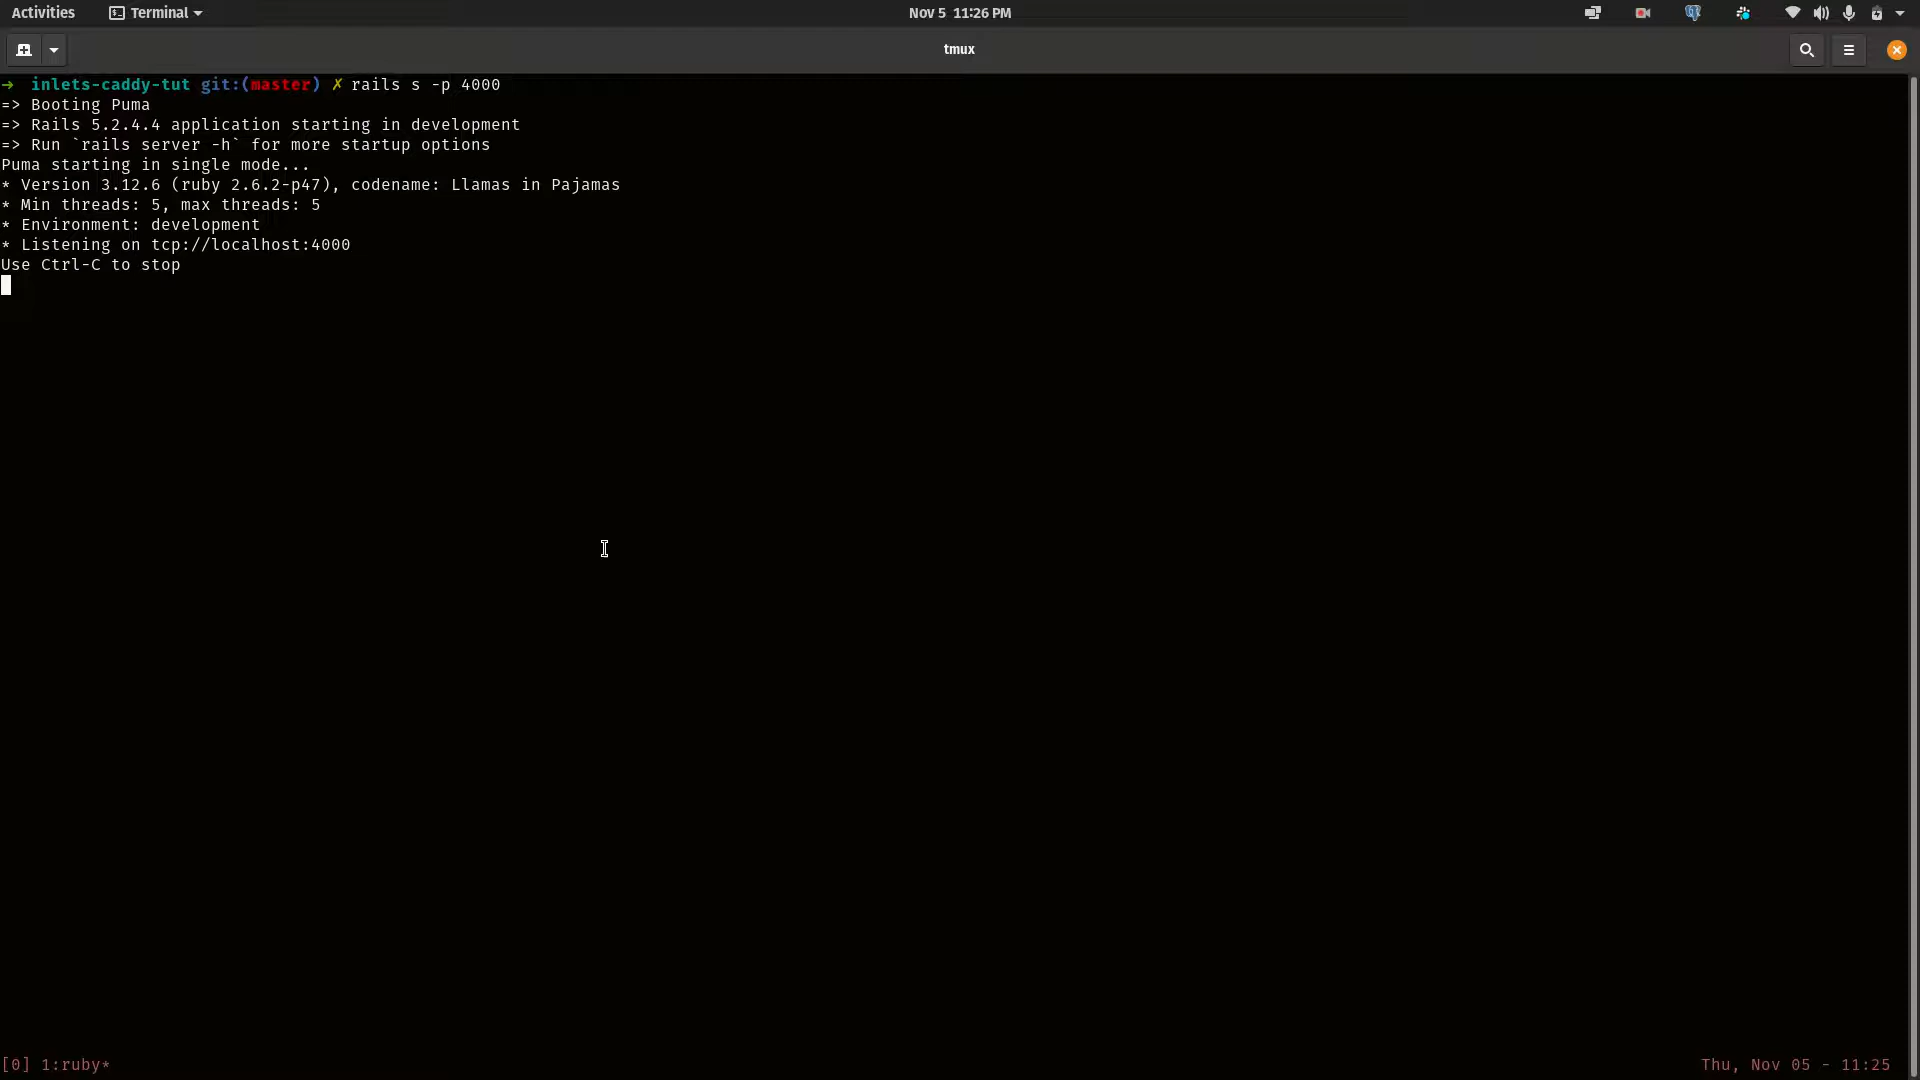 Activities Terminal Nov 5 11:26 PM
tmux
→ inlets-caddy-tut git:(master) ✗ rails s -p 4000
=> Booting Puma
=> Rails 5.2.4.4 application starting in development
=> Run `rails server -h` for more startup options
Puma starting in single mode...
* Version 3.12.6 (ruby 2.6.2-p47), codename: Llamas in Pajamas
* Min threads: 5, max threads: 5
* Environment: development
* Listening on tcp://localhost:4000
Use Ctrl-C to stop
[0] 1:ruby* Thu, Nov 05 - 11:25